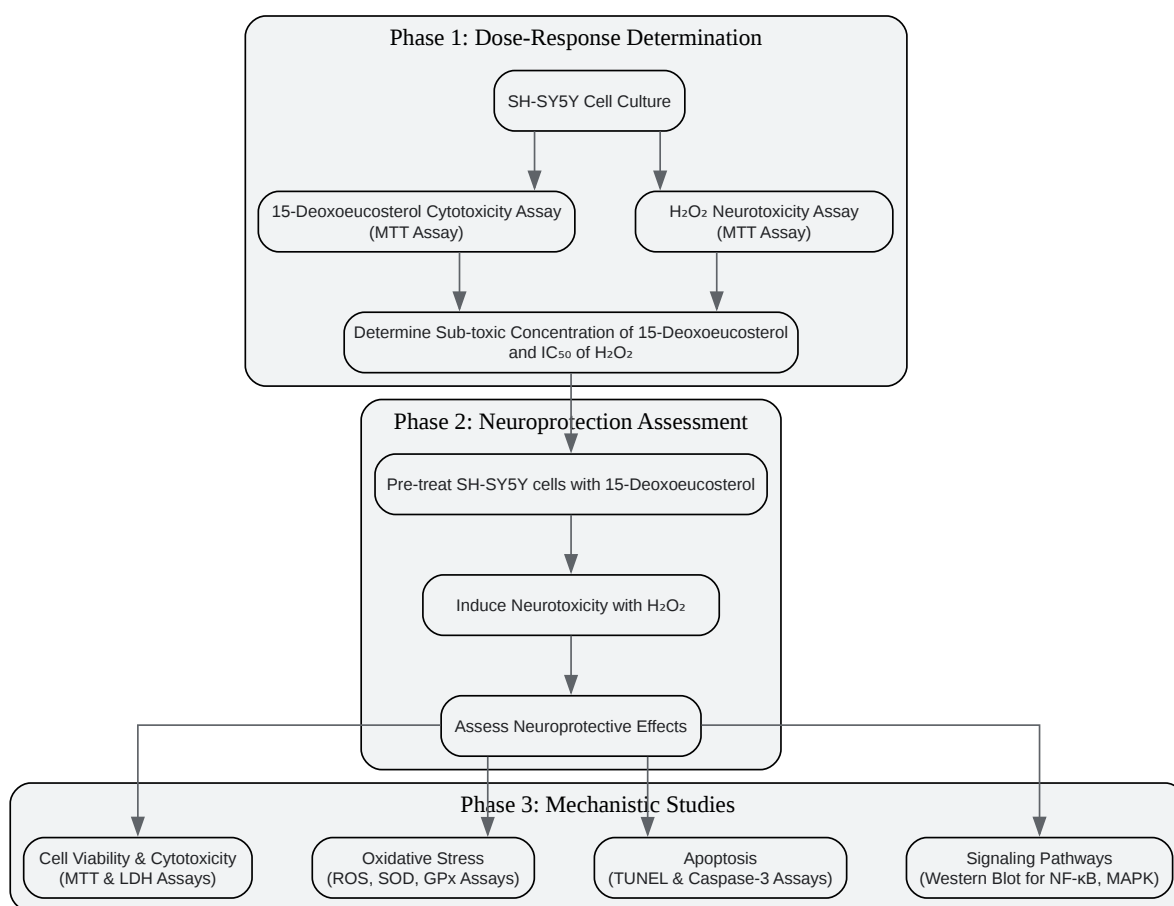 Phase 1: Dose-Response Determination
SH-SY5Y Cell Culture
15-Deoxoeucosterol Cytotoxicity Assay
(MTT Assay)
H₂O₂ Neurotoxicity Assay
(MTT Assay)
Determine Sub-toxic Concentration of 15-Deoxoeucosterol
and IC₅₀ of H₂O₂
Phase 2: Neuroprotection Assessment
Pre-treat SH-SY5Y cells with 15-Deoxoeucosterol
Induce Neurotoxicity with H₂O₂
Assess Neuroprotective Effects
Phase 3: Mechanistic Studies
Cell Viability & Cytotoxicity
(MTT & LDH Assays)
Oxidative Stress
(ROS, SOD, GPx Assays)
Apoptosis
(TUNEL & Caspase-3 Assays)
Signaling Pathways
(Western Blot for NF-κB, MAPK)